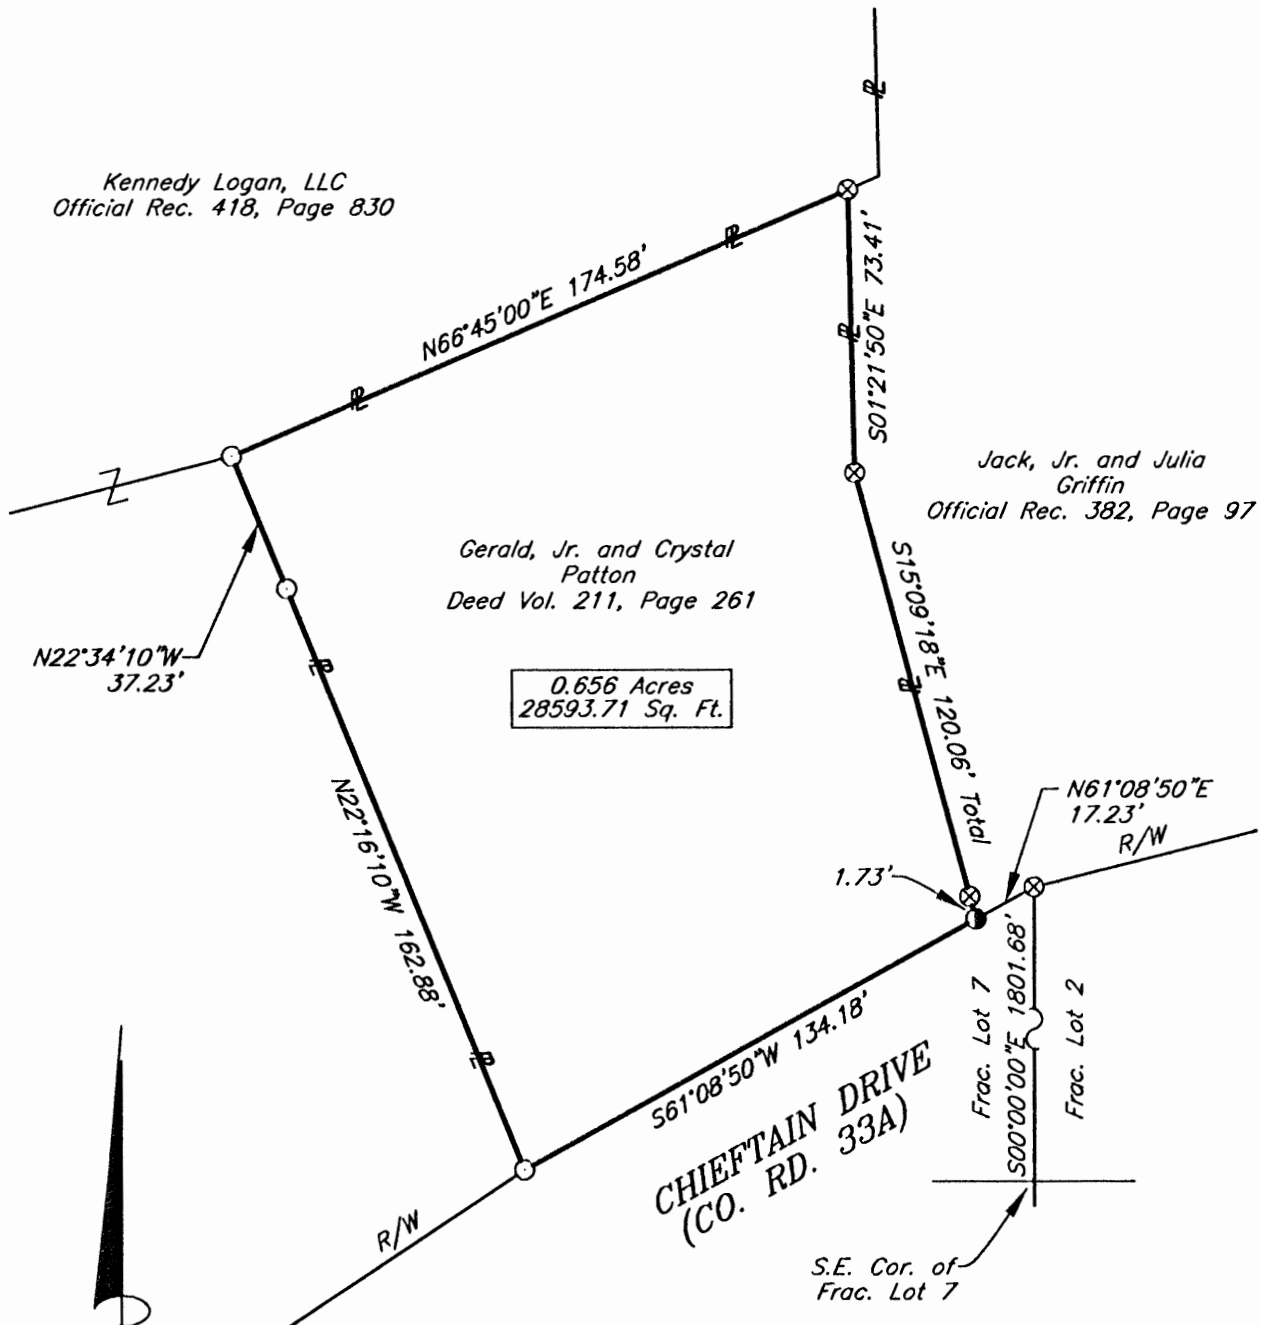 Kennedy Logan, LLC
Official Rec. 418, Page 830
N66°45'00"E 174.58'
S01°21'50"E 73.41'
Jack, Jr. and Julia
Griffin
Official Rec. 382, Page 97
Gerald, Jr. and Crystal
Patton
Deed Vol. 211, Page 261
N22°34'10"W
37.23'
0.656 Acres
28593.71 Sq. Ft.
S15°09'18"E 120.06' Total
N22°16'10"W 162.88'
N61°08'50"E
17.23'
R/W
1.73'
S61°08'50"W 134.18'
Frac. Lot 7
S00°00'00"E 1801.68'
Frac. Lot 2
CHIEFTAIN DRIVE
(CO. RD. 33A)
R/W
S.E. Cor. of
Frac. Lot 7